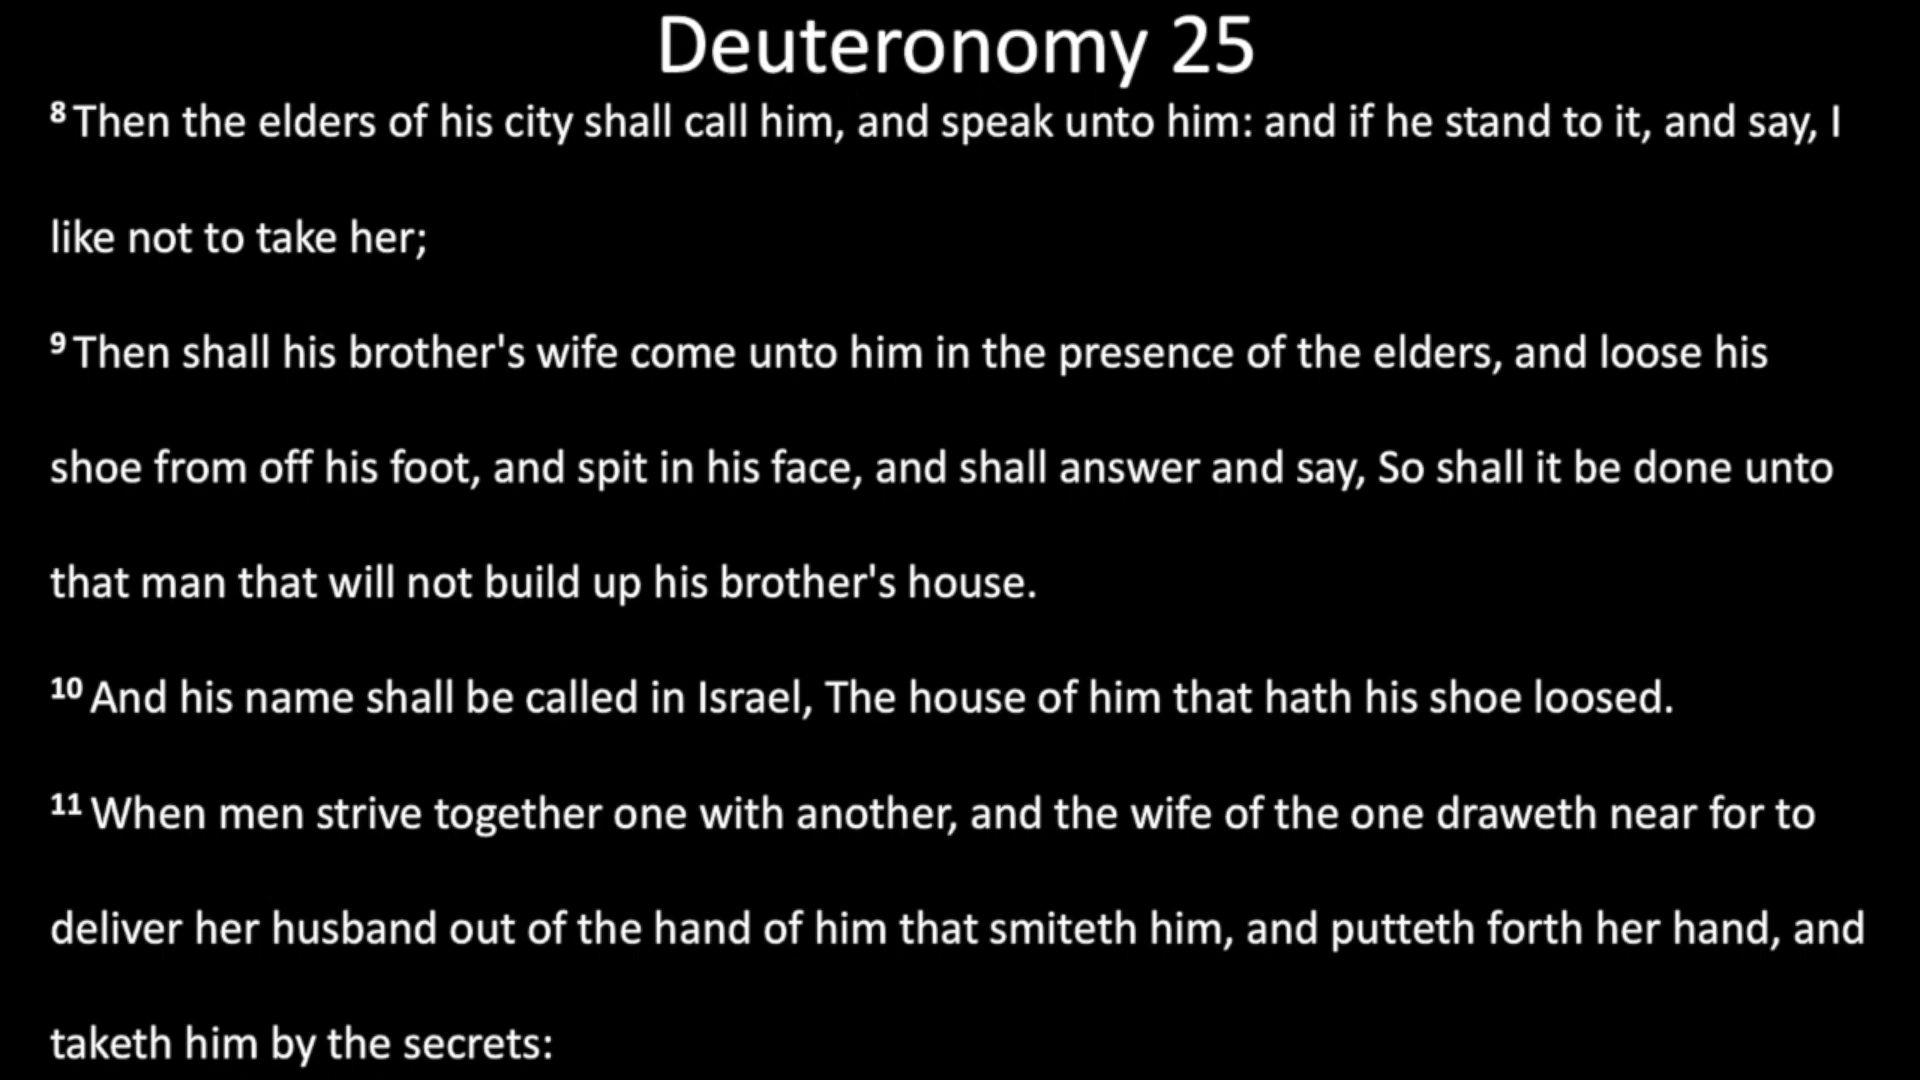 Deuteronomy 25
8 Then the elders of his city shall call him, and speak unto him: and if he stand to it, and say, I
like not to take her;
9 Then shall his brother's wife come unto him in the presence of the elders, and loose his
shoe from off his foot, and spit in his face, and shall answer and say, So shall it be done unto
that man that will not build up his brother's house.
10 And his name shall be called in Israel, The house of him that hath his shoe loosed.
11 When men strive together one with another, and the wife of the one draweth near for to
deliver her husband out of the hand of him that smiteth him, and putteth forth her hand, and
taketh him by the secrets: